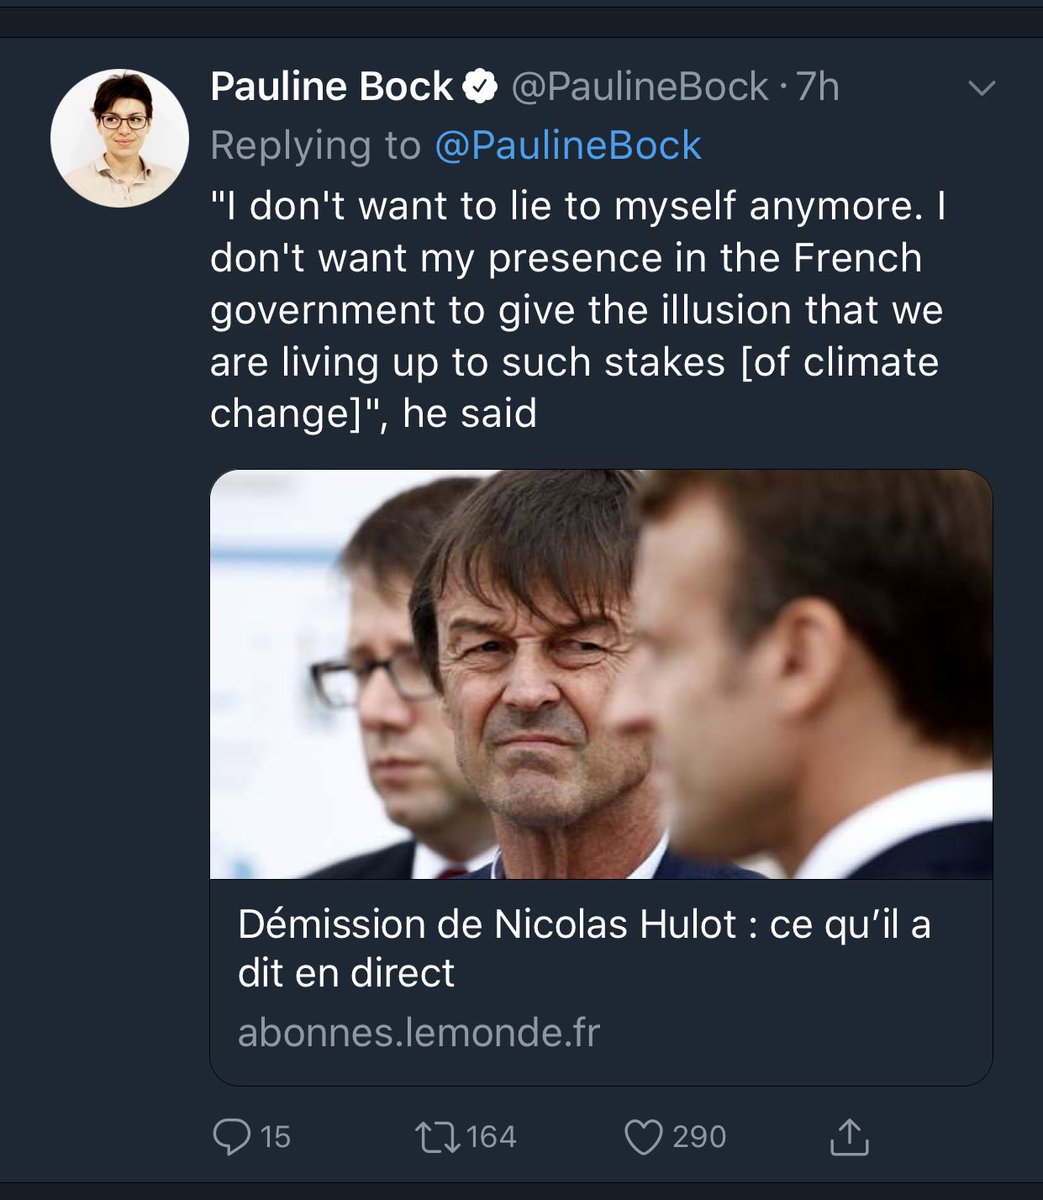 Pauline Bock @PaulineBock · 7h
Replying to @PaulineBock
"I don't want to lie to myself anymore. I
don't want my presence in the French
government to give the illusion that we
are living up to such stakes [of climate
change]", he said
Démission de Nicolas Hulot : ce qu’il a
dit en direct
abonnes.lemonde.fr
15 164 290